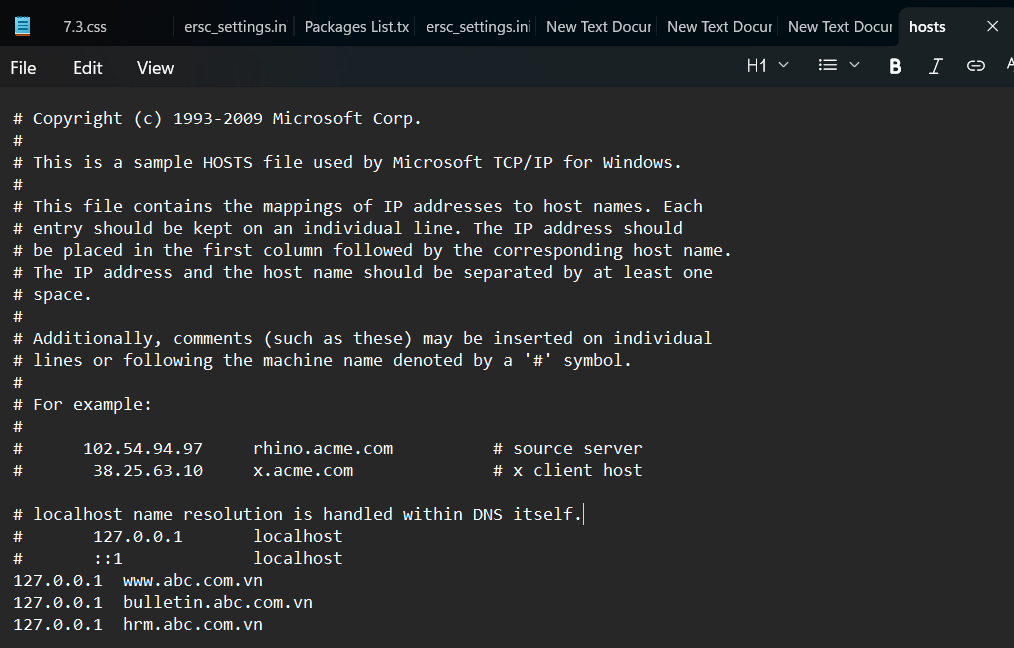 7.3.css ersc_settings.in Packages List.tx ersc_settings.ini New Text Docur New Text Docur New Text Docur hosts
File Edit View H1 B I A
# Copyright (c) 1993-2009 Microsoft Corp.
#
# This is a sample HOSTS file used by Microsoft TCP/IP for Windows.
#
# This file contains the mappings of IP addresses to host names. Each
# entry should be kept on an individual line. The IP address should
# be placed in the first column followed by the corresponding host name.
# The IP address and the host name should be separated by at least one
# space.
#
# Additionally, comments (such as these) may be inserted on individual
# lines or following the machine name denoted by a '#' symbol.
#
# For example:
#
#      102.54.94.97     rhino.acme.com          # source server
#       38.25.63.10     x.acme.com              # x client host

# localhost name resolution is handled within DNS itself.
#       127.0.0.1       localhost
#       ::1             localhost
127.0.0.1  www.abc.com.vn
127.0.0.1  bulletin.abc.com.vn
127.0.0.1  hrm.abc.com.vn